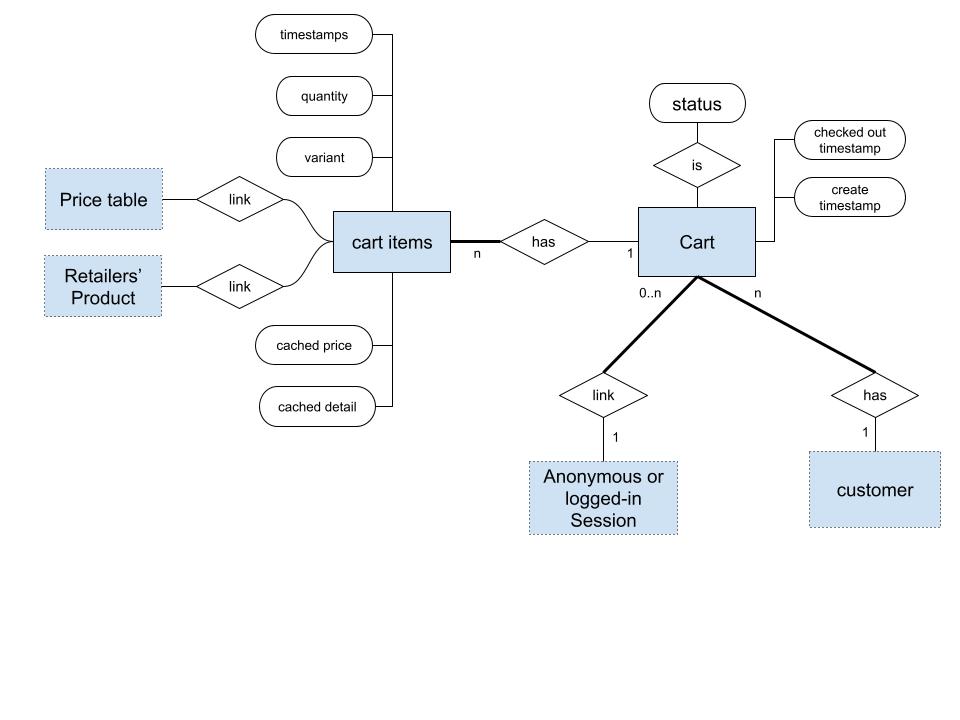 timestamps
quantity
variant
status
checked out
timestamp
create
timestamp
is
Price table
link
cart items
n
has
1
Cart
Retailers’
Product
link
0..n
n
cached price
cached detail
link
has
1
1
Anonymous or
logged-in
Session
customer